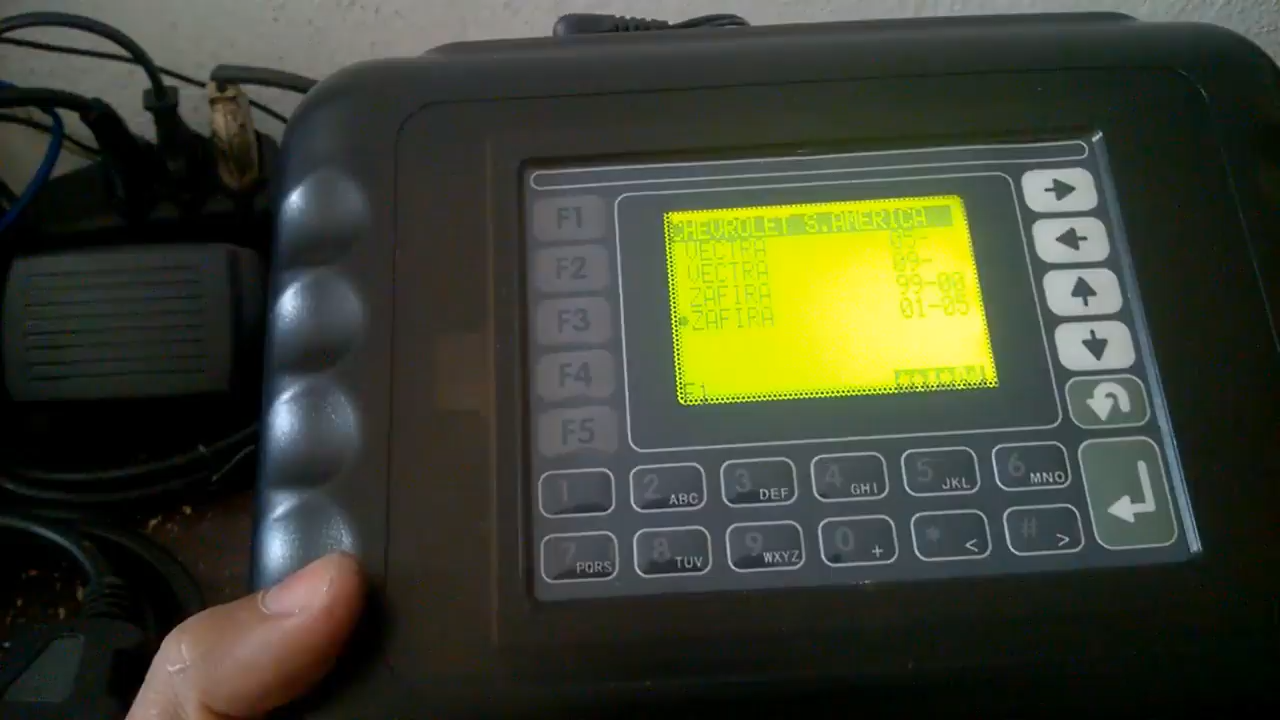 CHEVROLET S.AMERICA
VECTRA 05-
VECTRA 09-
ZAFIRA 99-00
ZAFIRA 01-05
F1
F1
F2
F3
F4
F5
1 2 ABC 3 DEF 4 GHI 5 JKL 6 MNO
7 PQRS 8 TUV 9 WXYZ 0 + * < # >